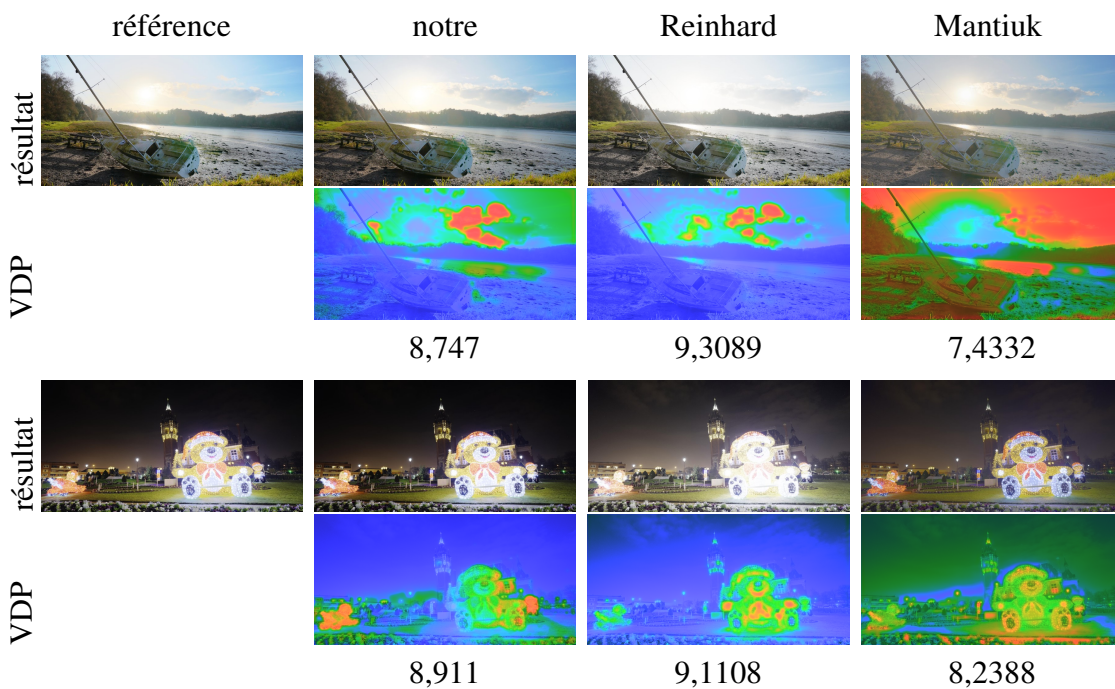 référence notre Reinhard Mantiuk
résultat
VDP
8,747 9,3089 7,4332
résultat
VDP
8,911 9,1108 8,2388